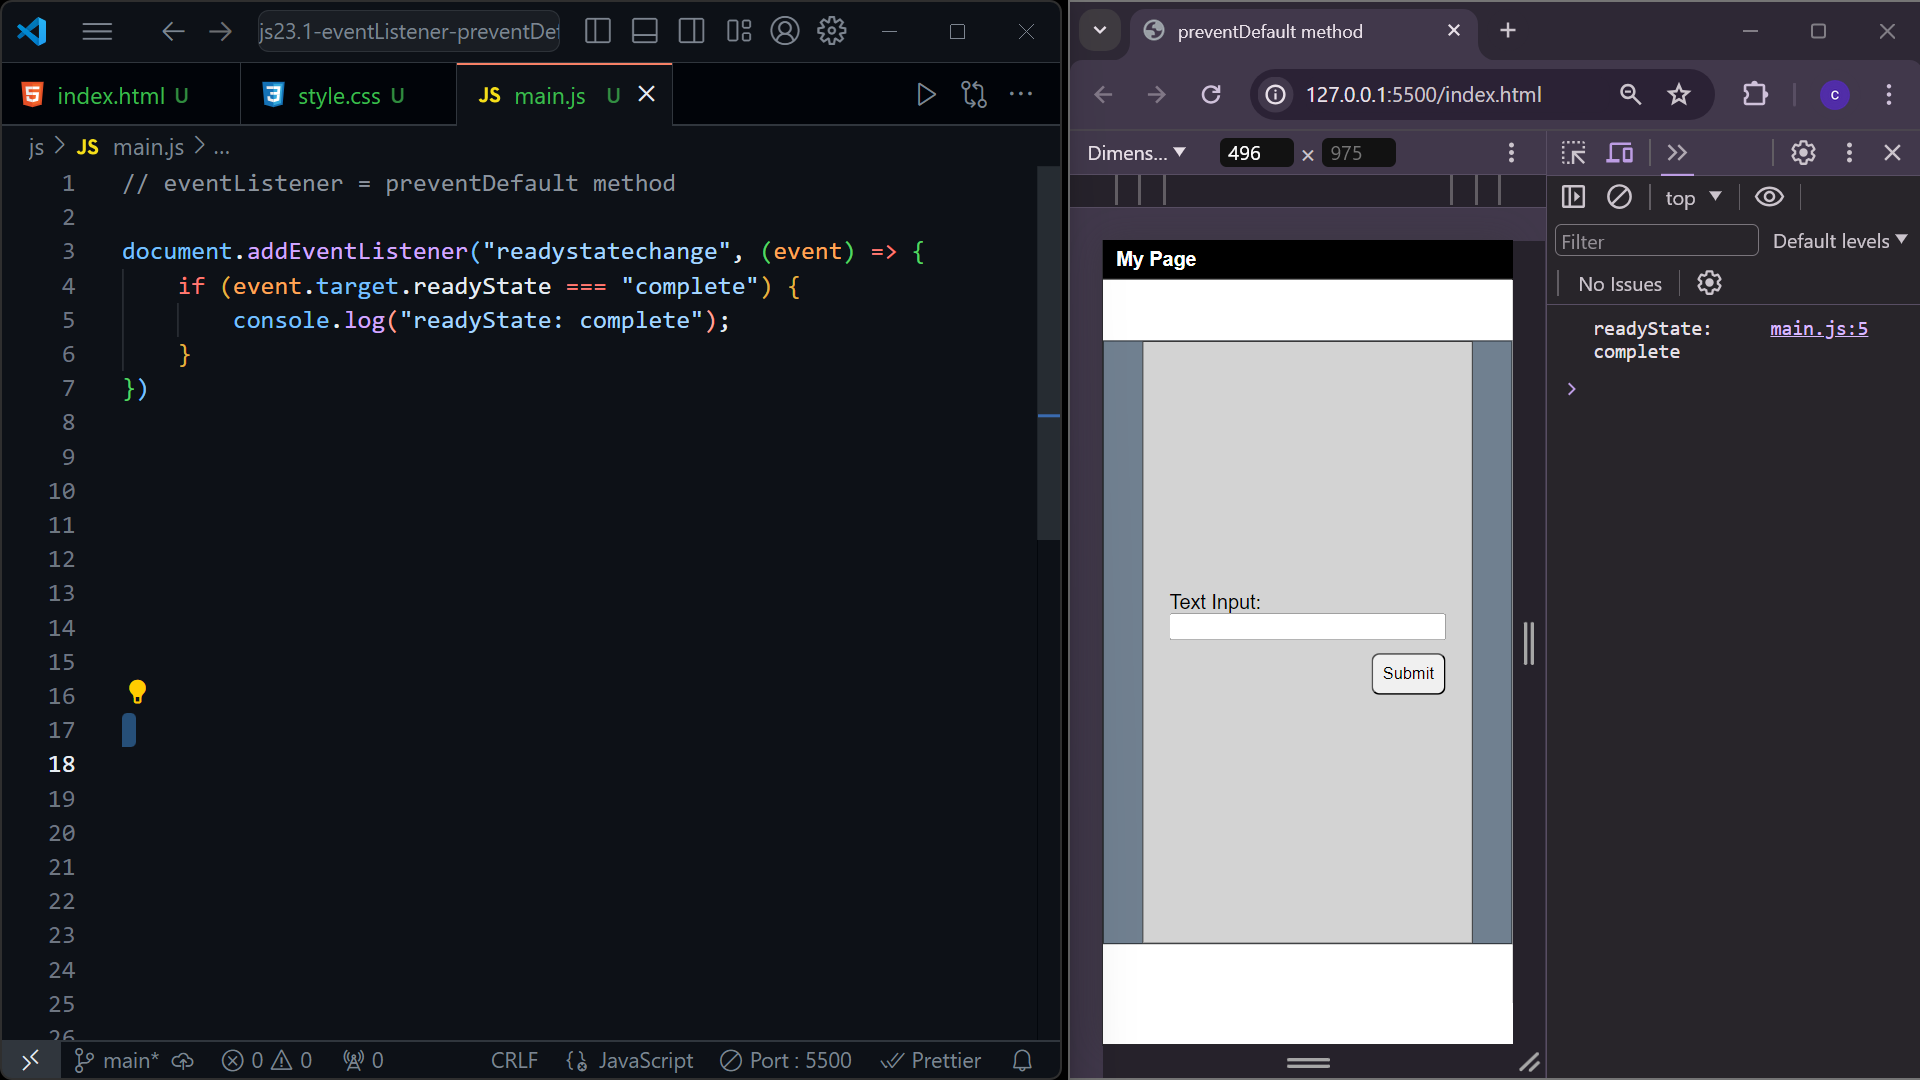 js23.1-eventListener-preventDef
index.html U
style.css U
JS main.js U
js > JS main.js > ...
1 // eventListener = preventDefault method
2
3 document.addEventListener("readystatechange", (event) => {
4 if (event.target.readyState === "complete") {
5 console.log("readyState: complete");
6 }
7 })
8
9
10
11
12
13
14
15
16
17
18
19
20
21
22
23
24
25
26
main* 0 0 0 CRLF JavaScript Port : 5500 Prettier
preventDefault method
127.0.0.1:5500/index.html
c
Dimens... 496 × 975
top
Filter
Default levels
No Issues
readyState: complete
main.js:5
My Page
Text Input:
Submit